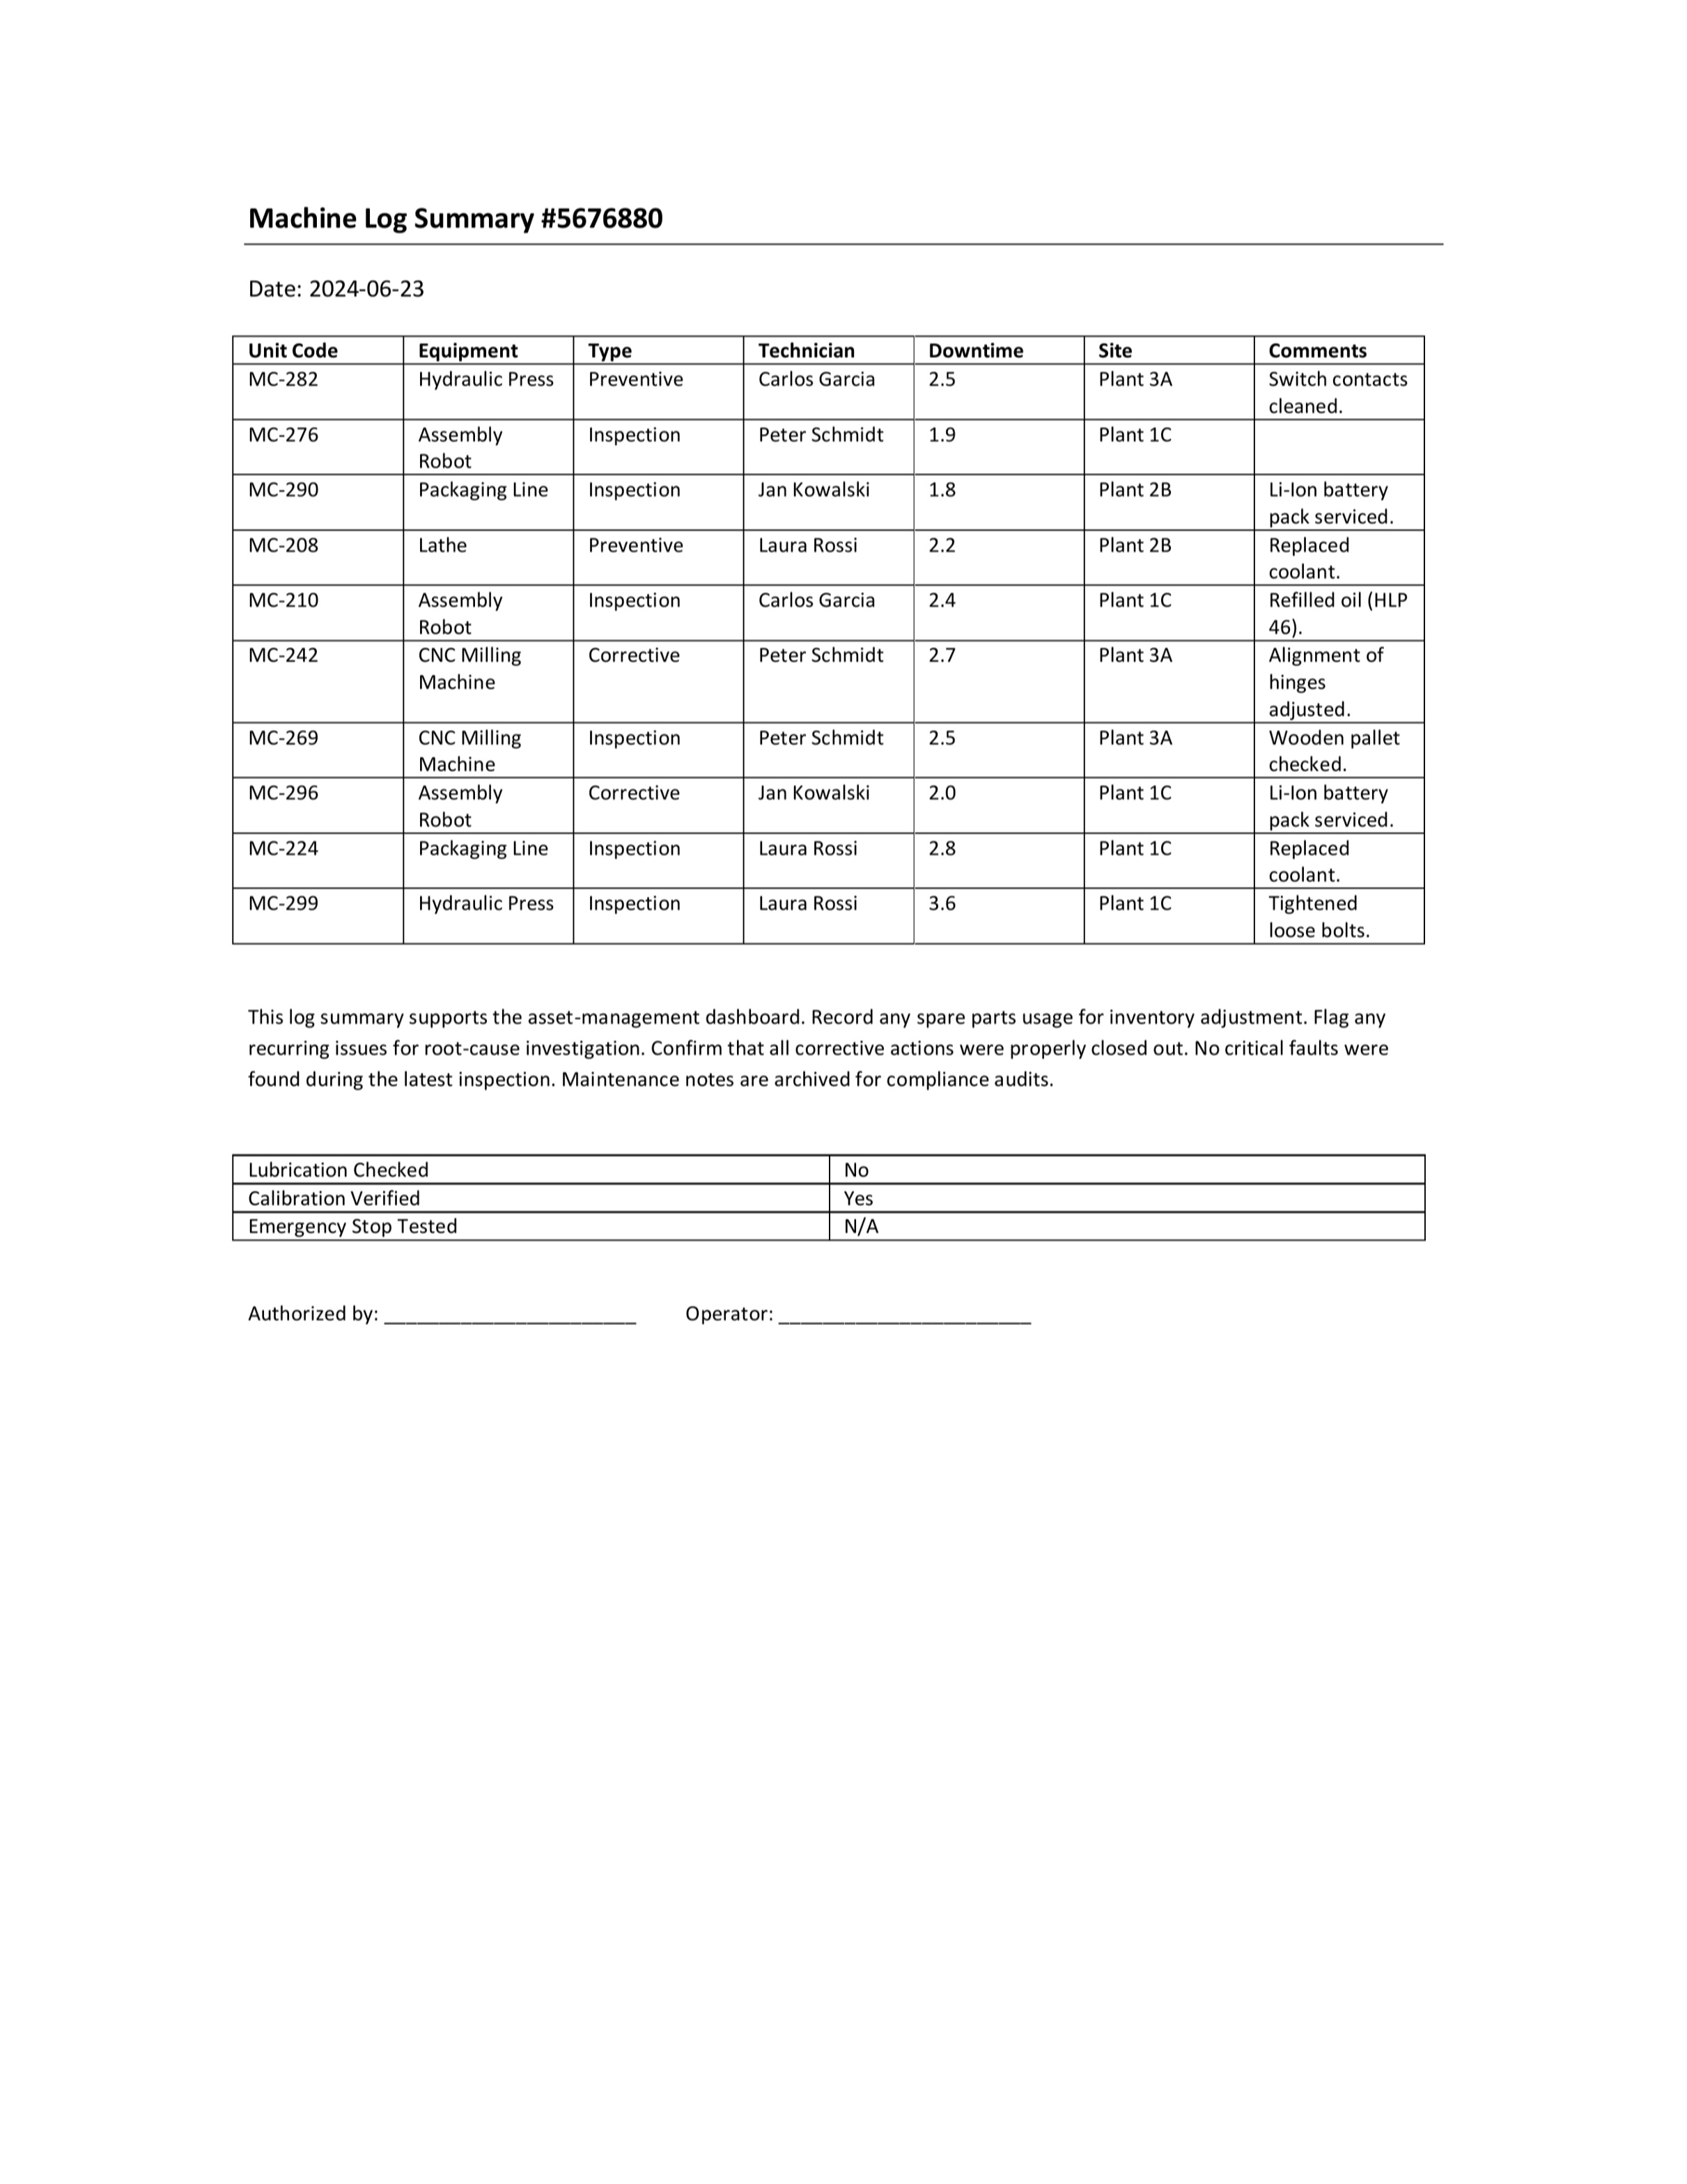 Machine Log Summary #5676880
Date: 2024-06-23
Unit Code Equipment Type Technician Downtime Site Comments
MC-282 Hydraulic Press Preventive Carlos Garcia 2.5 Plant 3A Switch contacts
cleaned.
MC-276 Assembly Inspection Peter Schmidt 1.9 Plant 1C
Robot
MC-290 Packaging Line Inspection Jan Kowalski 1.8 Plant 2B Li-Ion battery
pack serviced.
MC-208 Lathe Preventive Laura Rossi 2.2 Plant 2B Replaced
coolant.
MC-210 Assembly Inspection Carlos Garcia 2.4 Plant 1C Refilled oil (HLP
Robot 46).
MC-242 CNC Milling Corrective Peter Schmidt 2.7 Plant 3A Alignment of
Machine hinges
adjusted.
MC-269 CNC Milling Inspection Peter Schmidt 2.5 Plant 3A Wooden pallet
Machine checked.
MC-296 Assembly Corrective Jan Kowalski 2.0 Plant 1C Li-Ion battery
Robot pack serviced.
MC-224 Packaging Line Inspection Laura Rossi 2.8 Plant 1C Replaced
coolant.
MC-299 Hydraulic Press Inspection Laura Rossi 3.6 Plant 1C Tightened
loose bolts.
This log summary supports the asset-management dashboard. Record any spare parts usage for inventory adjustment. Flag any
recurring issues for root-cause investigation. Confirm that all corrective actions were properly closed out. No critical faults were
found during the latest inspection. Maintenance notes are archived for compliance audits.
Lubrication Checked No
Calibration Verified Yes
Emergency Stop Tested N/A
Authorized by: _______________________ Operator: _______________________